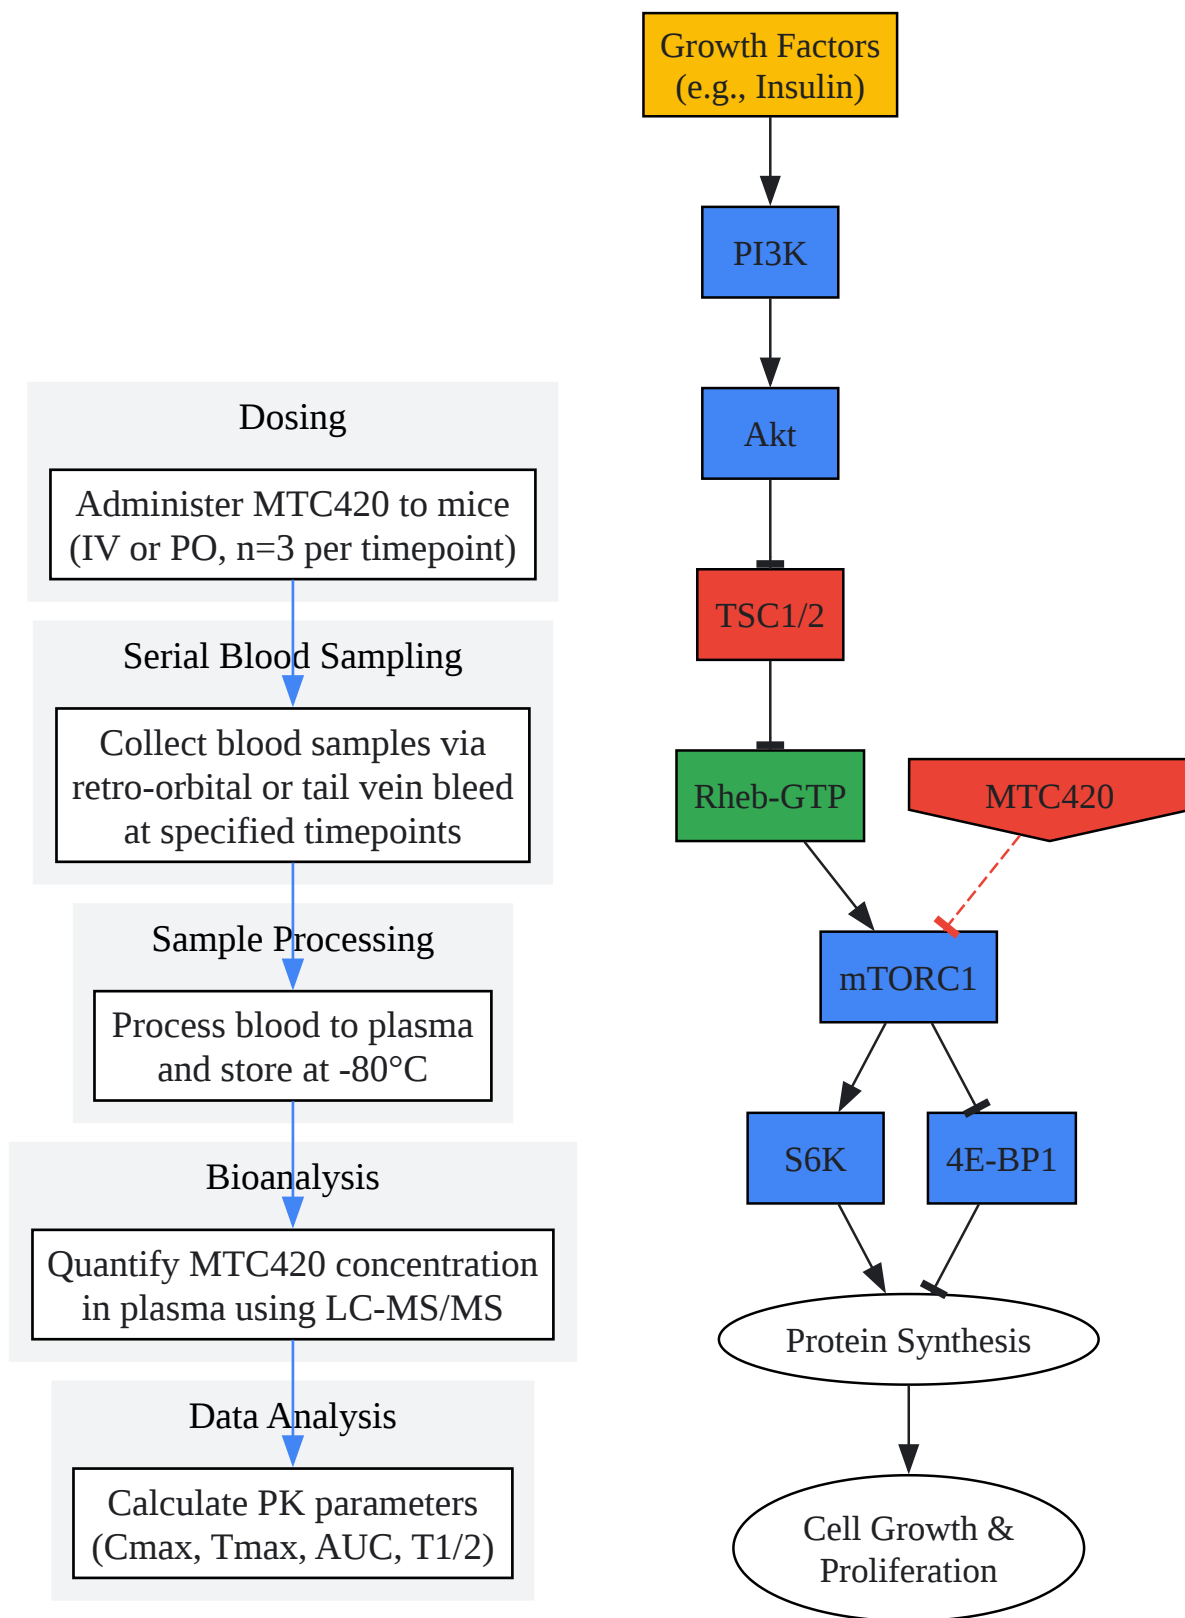 Dosing
Administer MTC420 to mice
(IV or PO, n=3 per timepoint)
Serial Blood Sampling
Collect blood samples via
retro-orbital or tail vein bleed
at specified timepoints
Sample Processing
Process blood to plasma
and store at -80°C
Bioanalysis
Quantify MTC420 concentration
in plasma using LC-MS/MS
Data Analysis
Calculate PK parameters
(Cmax, Tmax, AUC, T1/2)
Growth Factors
(e.g., Insulin)
PI3K
Akt
TSC1/2
Rheb-GTP
MTC420
mTORC1
S6K
4E-BP1
Protein Synthesis
Cell Growth &
Proliferation